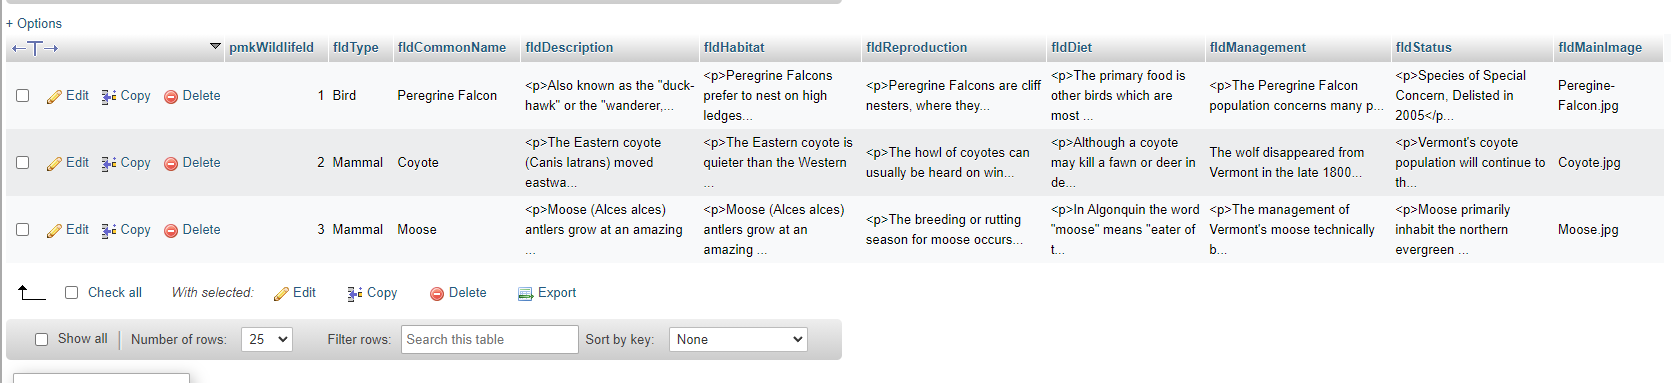 + Options
←T→ pmkWildlifeId fldType fldCommonName fldDescription fldHabitat fldReproduction fldDiet fldManagement fldStatus fldMainImage
Edit Copy Delete 1 Bird Peregrine Falcon
<p>Also known as the "duck-
hawk" or the "wanderer,...
<p>Peregrine Falcons
prefer to nest on high
ledges...
<p>Peregrine Falcons are cliff
nesters, where they...
<p>The primary food is
other birds which are
most ...
<p>The Peregrine Falcon
population concerns many p...
<p>Species of Special
Concern, Delisted in
2005</p...
Peregine-
Falcon.jpg
Edit Copy Delete 2 Mammal Coyote
<p>The Eastern coyote
(Canis latrans) moved
eastwa...
<p>The Eastern coyote is
quieter than the Western
...
<p>The howl of coyotes can
usually be heard on win...
<p>Although a coyote
may kill a fawn or deer in
de...
The wolf disappeared from
Vermont in the late 1800...
<p>Vermont's coyote
population will continue to
th...
Coyote.jpg
Edit Copy Delete 3 Mammal Moose
<p>Moose (Alces alces)
antlers grow at an amazing
...
<p>Moose (Alces alces)
antlers grow at an
amazing ...
<p>The breeding or rutting
season for moose occurs...
<p>In Algonquin the word
"moose" means "eater of
t...
<p>The management of
Vermont's moose technically
b...
<p>Moose primarily
inhabit the northern
evergreen ...
Moose.jpg
Check all With selected: Edit Copy Delete Export
Show all Number of rows: 25 Filter rows: Search this table Sort by key: None